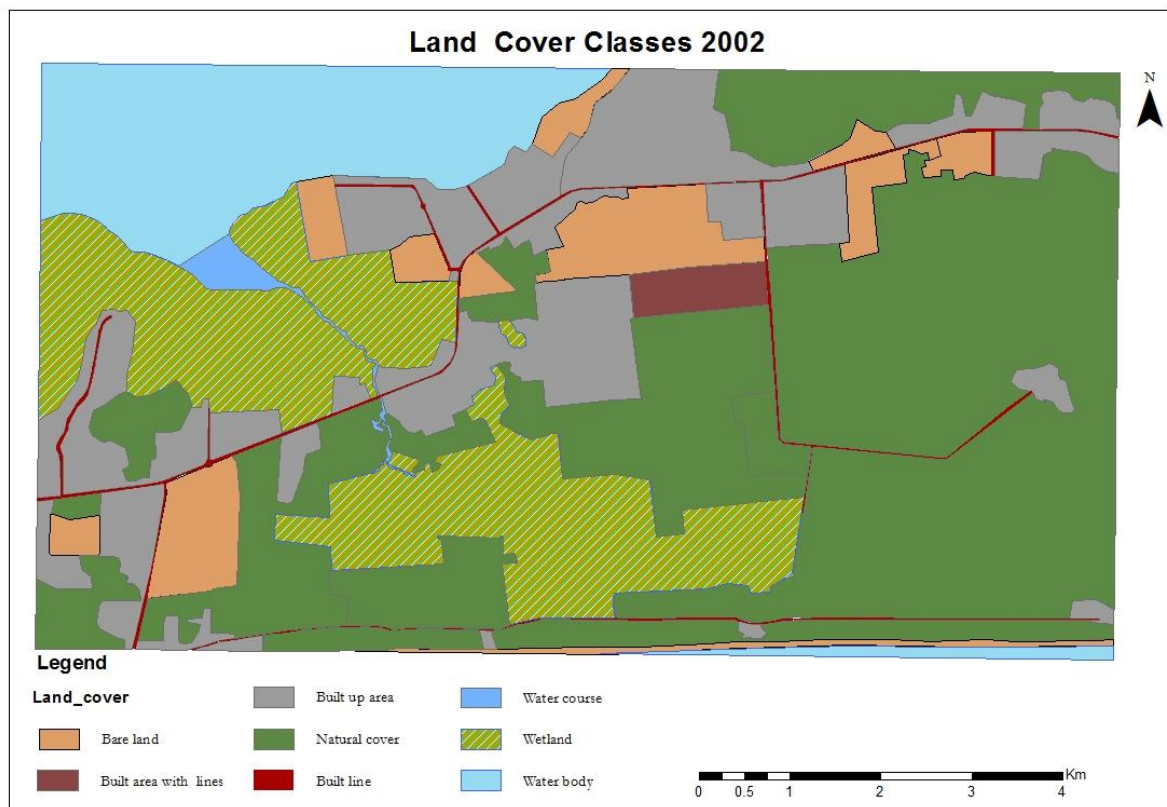 Land Cover Classes 2002
N
Legend
Land_cover
Bare land
Built area with lines
Built up area
Natural cover
Built line
Water course
Wetland
Water body
Km
0 0.5 1 2 3 4